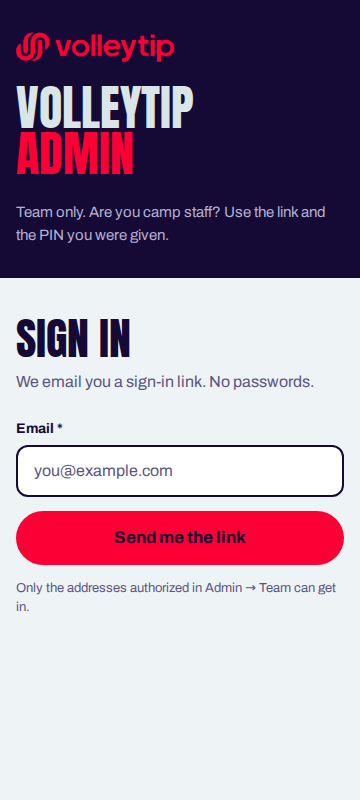 volleytip
VOLLEYTIP
ADMIN
Team only. Are you camp staff? Use the link and
the PIN you were given.
SIGN IN
We email you a sign-in link. No passwords.
Email *
you@example.com
Send me the link
Only the addresses authorized in Admin → Team can get
in.